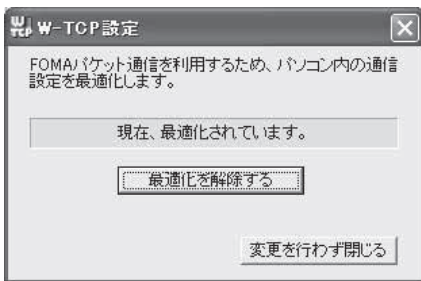 W-TCP W-TCP設定
FOMAパケット通信を利用するため、パソコン内の通信
設定を最適化します。
現在、最適化されています。
最適化を解除する
変更を行わず閉じる